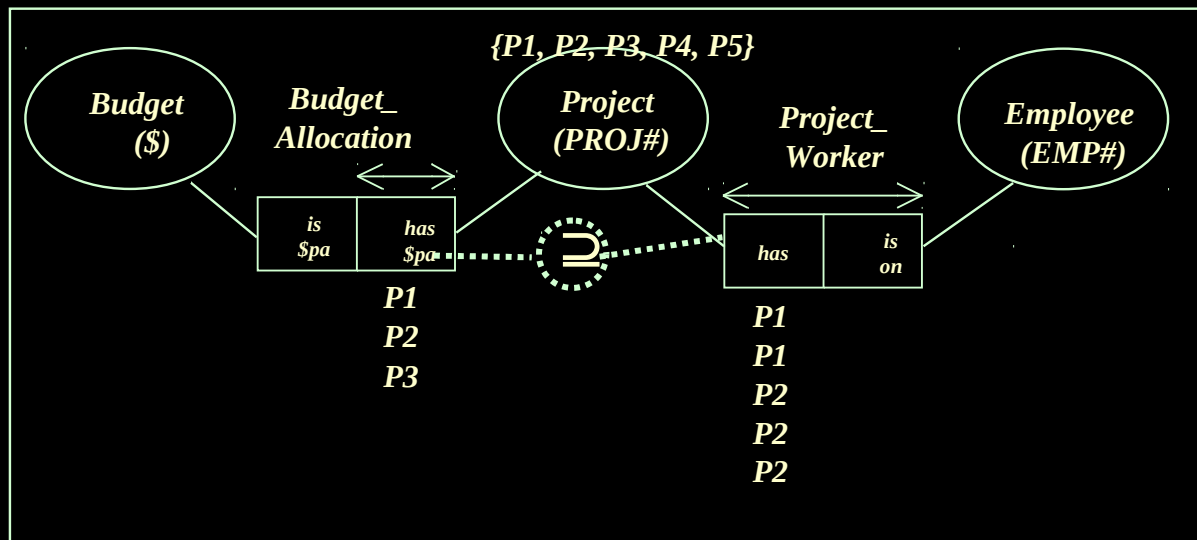 {P1, P2, P3, P4, P5}
Budget
($)
Budget_
Allocation
Project
(PROJ#)
Project_
Worker
Employee
(EMP#)
is
$pa
has
$pa
⊇
has
is
on
P1
P2
P3
P1
P1
P2
P2
P2